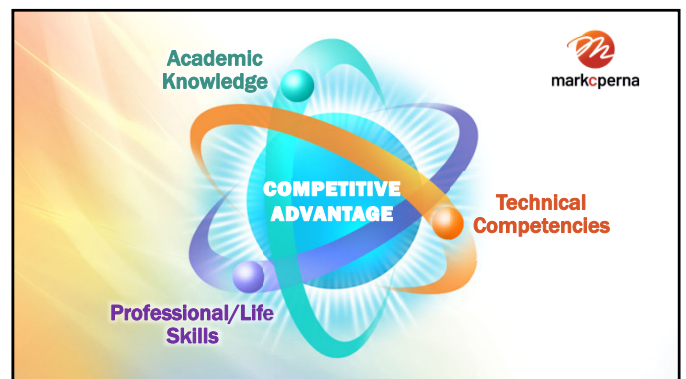 Academic
Knowledge
markcperna
COMPETITIVE
ADVANTAGE
Technical
Competencies
Professional/Life
Skills